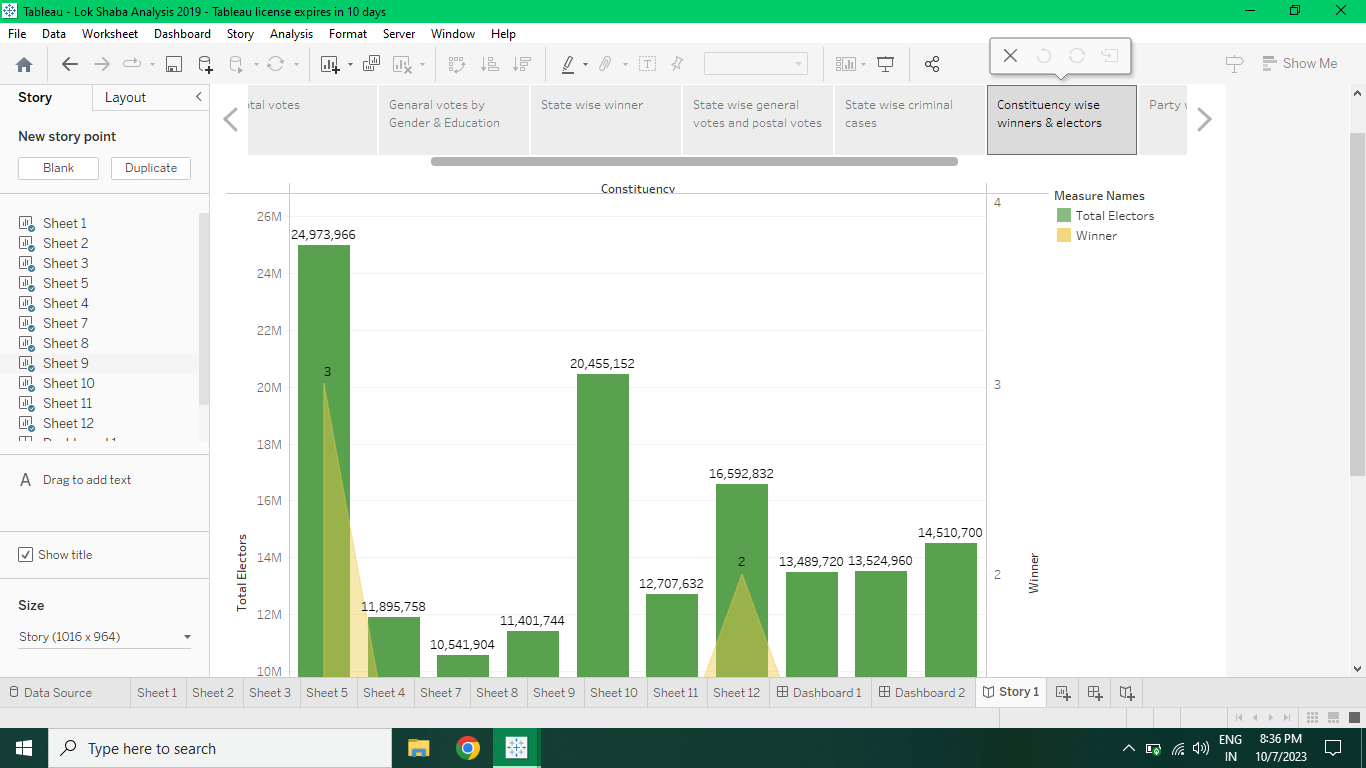 Tableau - Lok Shaba Analysis 2019 - Tableau license expires in 10 days
File Data Worksheet Dashboard Story Analysis Format Server Window Help
Show Me
Story Layout
New story point
Blank Duplicate
Sheet 1
Sheet 2
Sheet 3
Sheet 5
Sheet 4
Sheet 7
Sheet 8
Sheet 9
Sheet 10
Sheet 11
Sheet 12
A Drag to add text
Show title
Size
Story (1016 x 964)
votes
Genaral votes by
Gender & Education
State wise winner
State wise general
votes and postal votes
State wise criminal
cases
Constituency wise
winners & electors
Party
Constituency
26M
24M
22M
20M
18M
16M
14M
12M
10M
Total Electors
24,973,966
3
11,895,758
10,541,904
11,401,744
20,455,152
12,707,632
16,592,832
2
13,489,720
13,524,960
14,510,700
4
3
2
Winner
Measure Names
Total Electors
Winner
Data Source Sheet 1 Sheet 2 Sheet 3 Sheet 5 Sheet 4 Sheet 7 Sheet 8 Sheet 9 Sheet 10 Sheet 11 Sheet 12 Dashboard 1 Dashboard 2 Story 1
Type here to search
ENG
IN
8:36 PM
10/7/2023